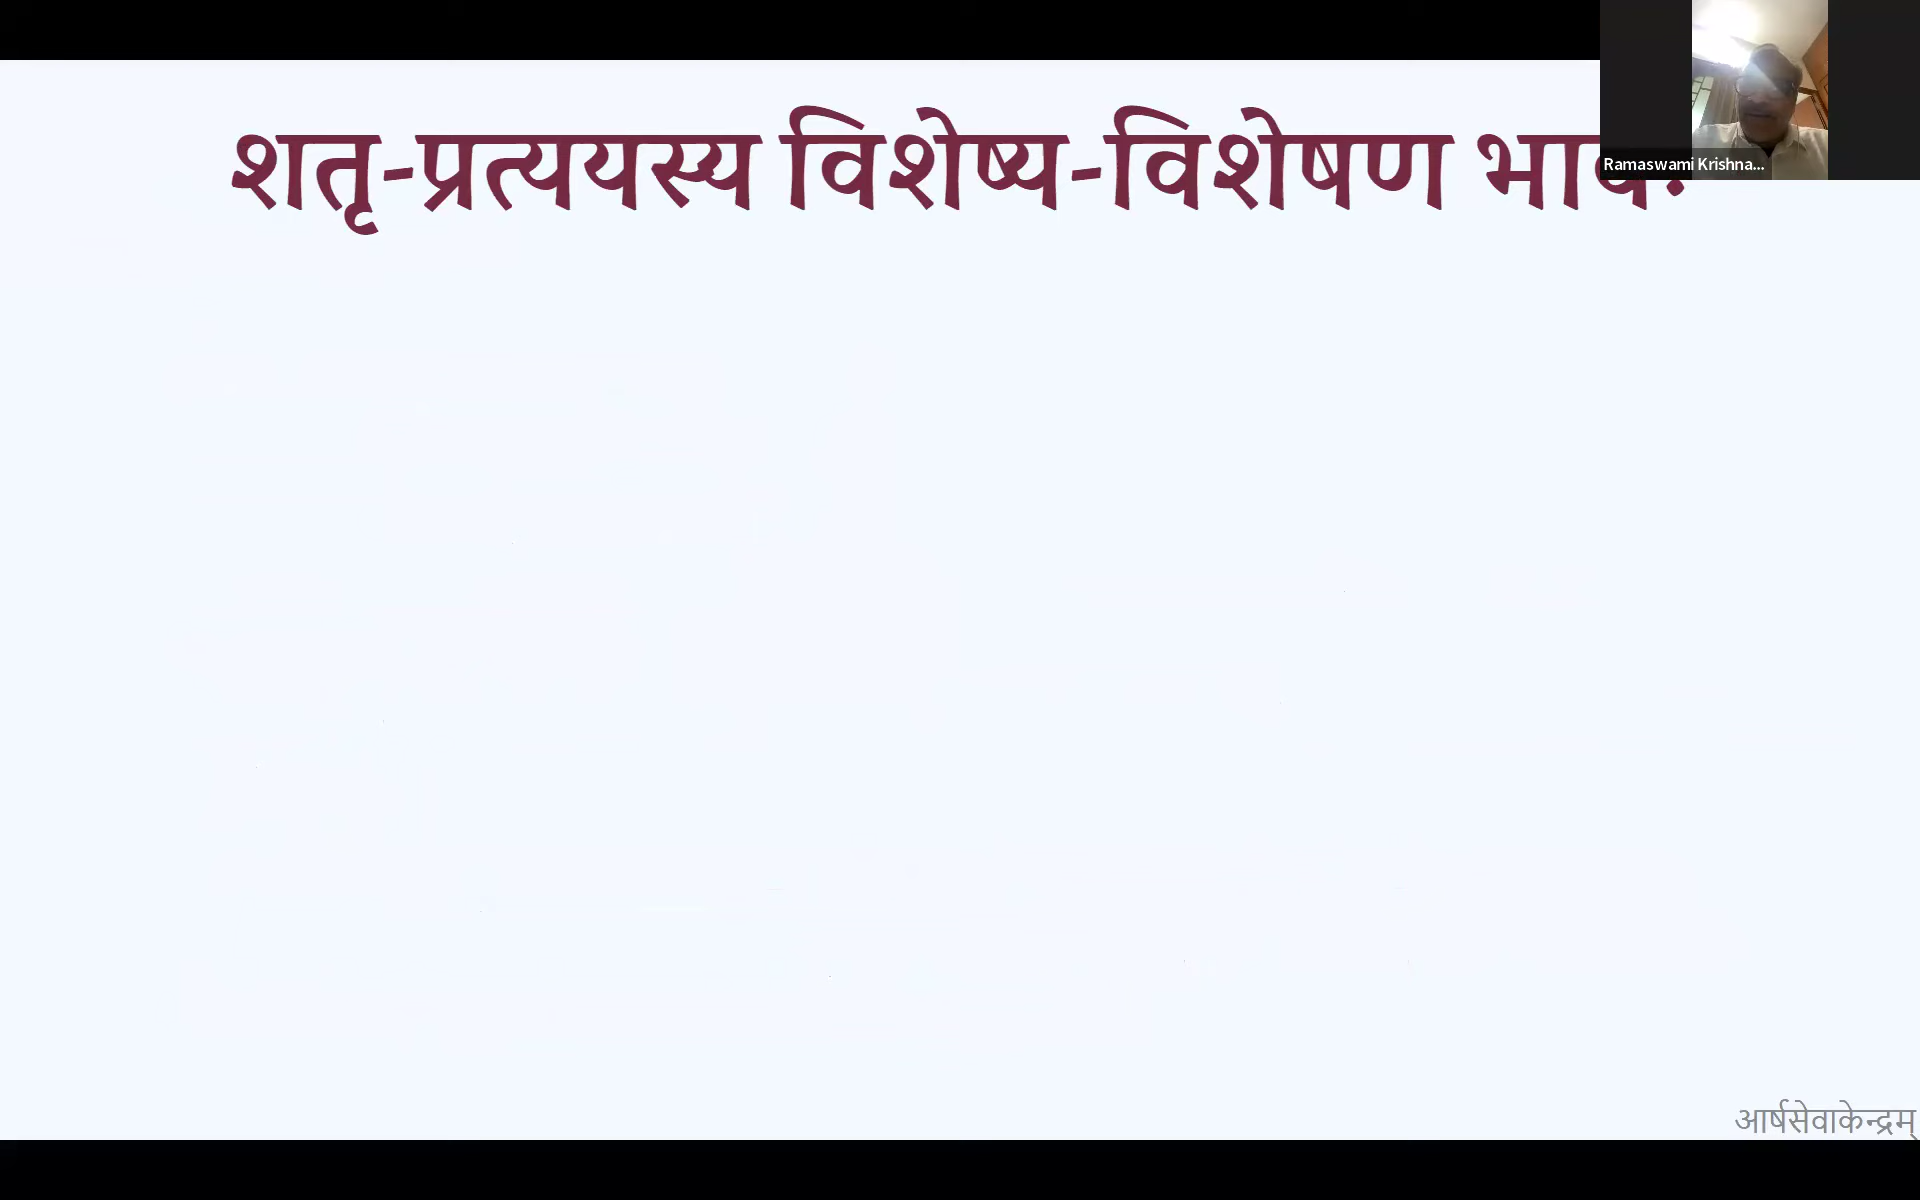 शतृ-प्रत्ययस्य विशेष्य-विशेषण भावः
Ramaswami Krishna...
आर्षसेवाकेन्द्रम्